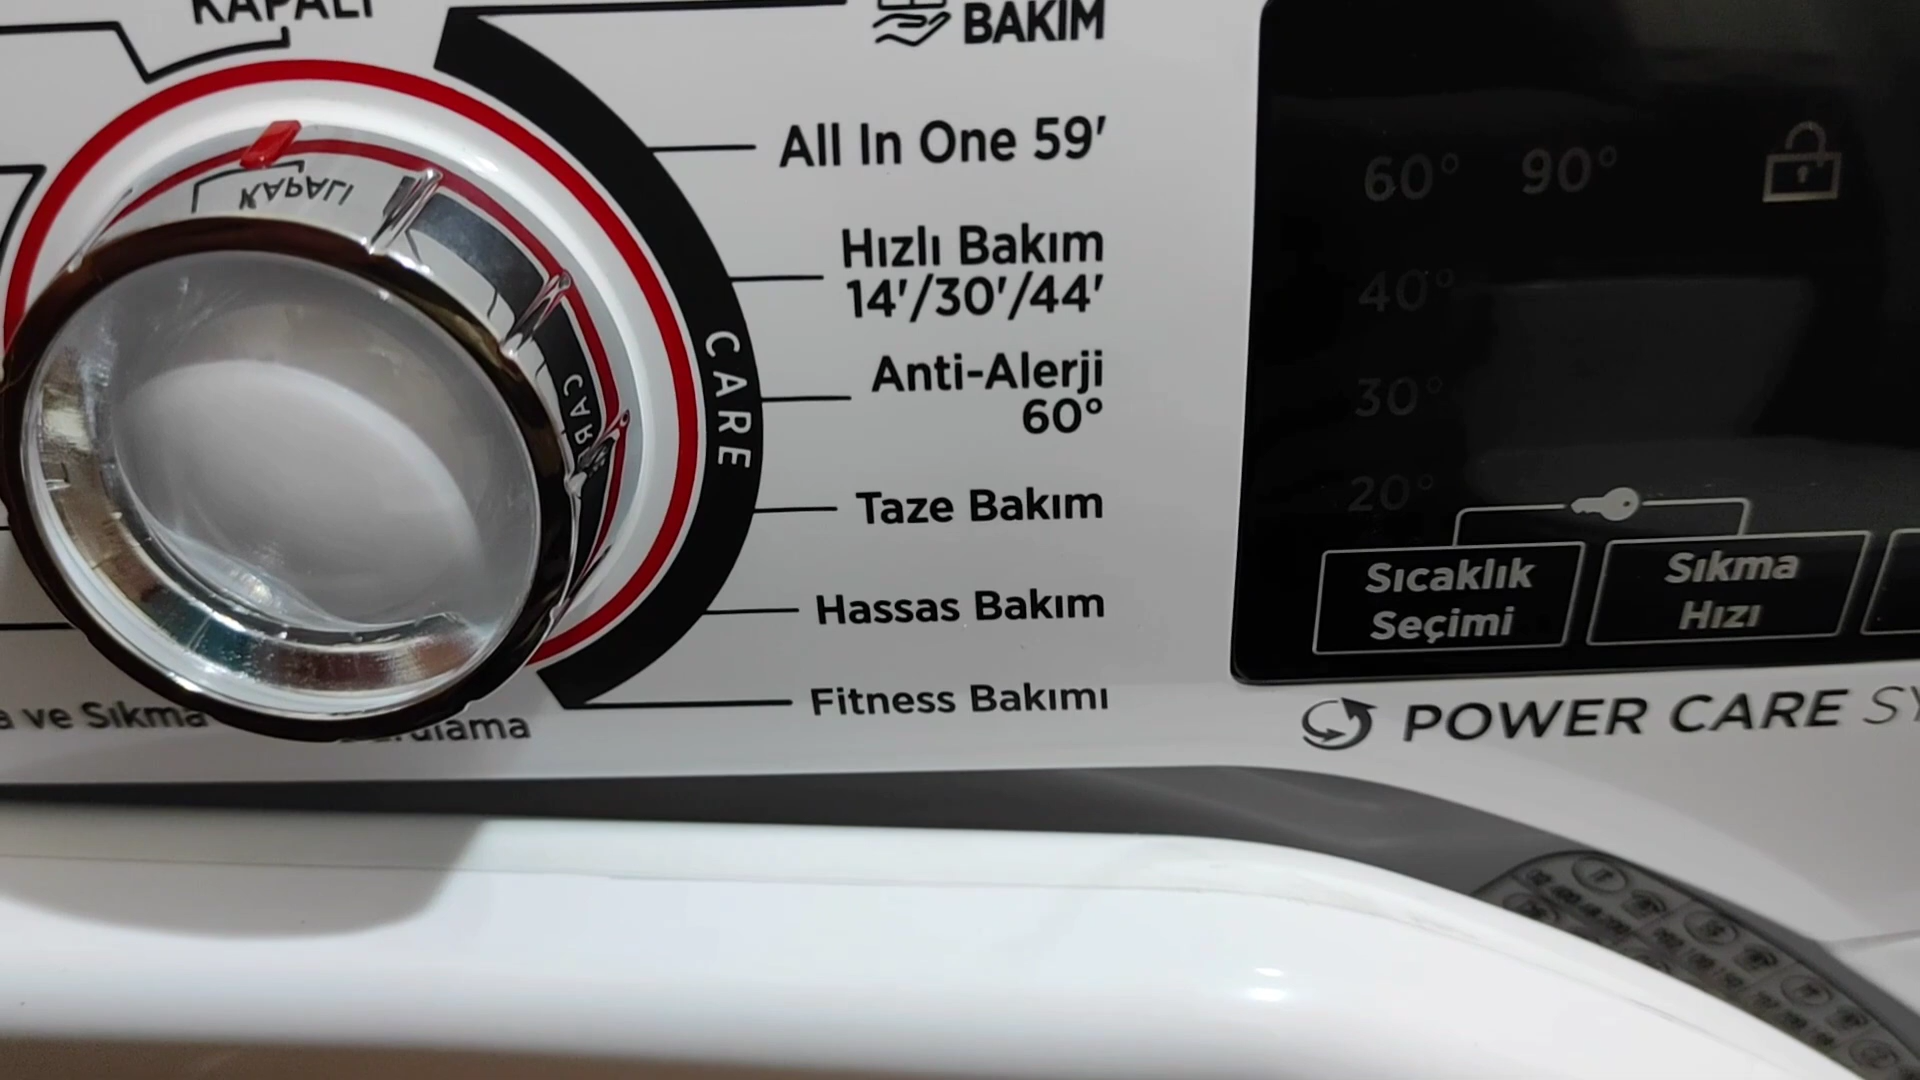 KAPALI
BAKIM
All In One 59'
Hızlı Bakım
14'/30'/44'
Anti-Alerji
60°
Taze Bakım
Hassas Bakım
Fitness Bakımı
CARE
ve Sıkma
60° 90°
40°
30°
20°
Sıcaklık
Seçimi
Sıkma
Hızı
POWER CARE